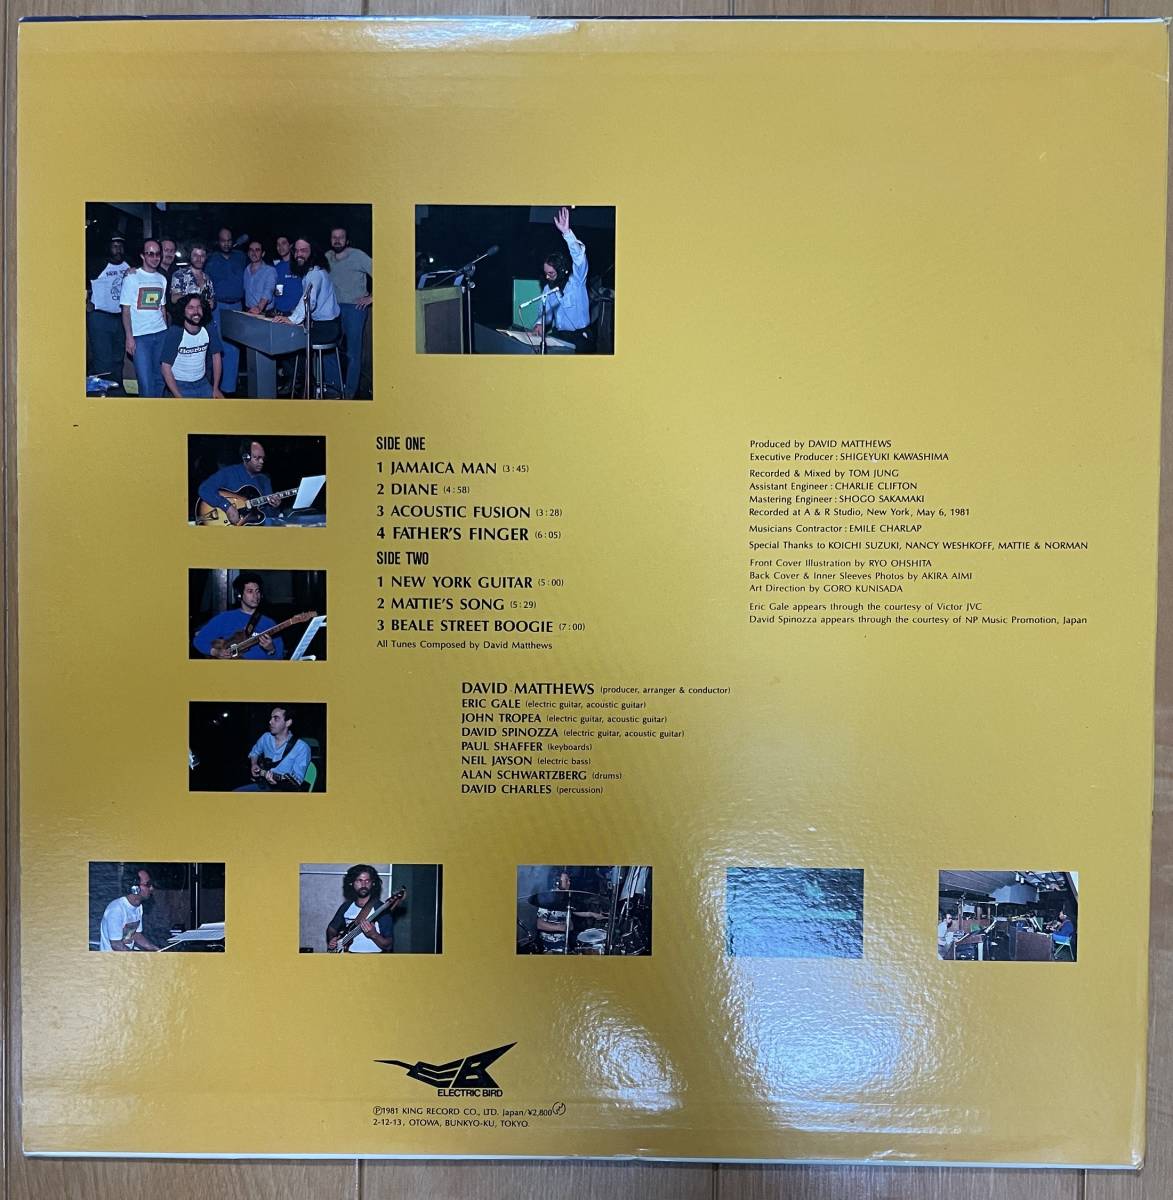 SIDE ONE
1 JAMAICA MAN (3:45)
2 DIANE (4:58)
3 ACOUSTIC FUSION (3:28)
4 FATHER'S FINGER (6:05)
SIDE TWO
1 NEW YORK GUITAR (5:00)
2 MATTIE'S SONG (5:29)
3 BEALE STREET BOOGIE (7:00)
All Tunes Composed by David Matthews
Produced by DAVID MATTHEWS
Executive Producer : SHIGEYUKI KAWASHIMA
Recorded & Mixed by TOM JUNG
Assistant Engineer : CHARLIE CLIFTON
Mastering Engineer : SHOGO SAKAMAKI
Recorded at A & R Studio, New York, May 6, 1981
Musicians Contractor : EMILE CHARLAP
Special Thanks to KOICHI SUZUKI, NANCY WESHKOFF, MATTIE & NORMAN
Front Cover Illustration by RYO OHSHITA
Back Cover & Inner Sleeves Photos by AKIRA AIMI
Art Direction by GORO KUNISADA
Eric Gale appears through the courtesy of Victor JVC
David Spinozza appears through the courtesy of NP Music Promotion, Japan
DAVID MATTHEWS (producer, arranger & conductor)
ERIC GALE (electric guitar, acoustic guitar)
JOHN TROPEA (electric guitar, acoustic guitar)
DAVID SPINOZZA (electric guitar, acoustic guitar)
PAUL SHAFFER (keyboards)
NEIL JAYSON (electric bass)
ALAN SCHWARTZBERG (drums)
DAVID CHARLES (percussion)
EB
ELECTRIC BIRD
Ⓟ1981 KING RECORD CO., LTD. Japan/¥2,800
2-12-13, OTOWA, BUNKYO-KU, TOKYO.